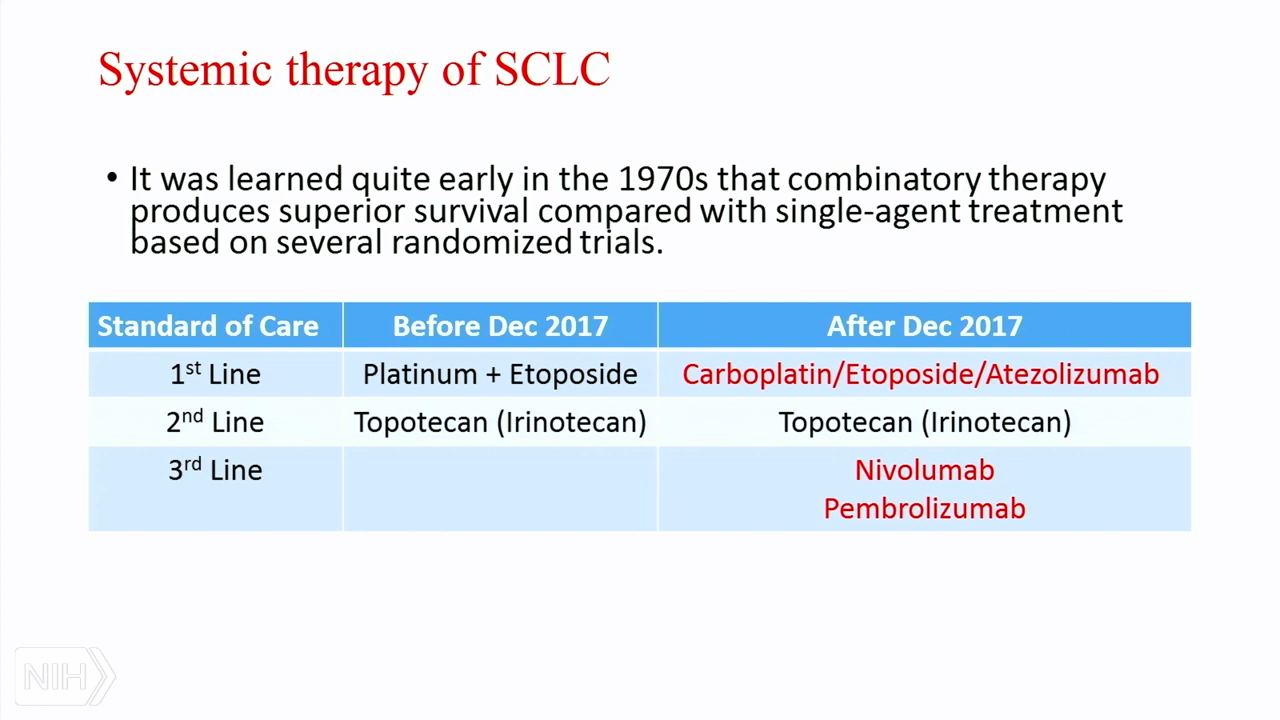 Systemic therapy of SCLC
• It was learned quite early in the 1970s that combinatory therapy
produces superior survival compared with single-agent treatment
based on several randomized trials.
Standard of Care Before Dec 2017 After Dec 2017
1st Line Platinum + Etoposide Carboplatin/Etoposide/Atezolizumab
2nd Line Topotecan (Irinotecan) Topotecan (Irinotecan)
3rd Line Nivolumab
Pembrolizumab
NIH